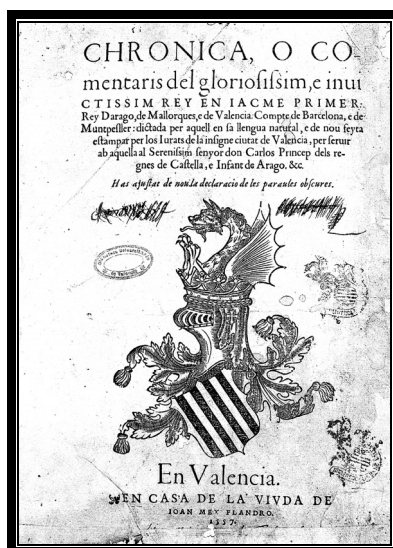 CHRONICA, O CO-
mentaris del gloriosissim, e inui
CTISSIM REY EN IACME PRIMER:
Rey Darago, de Mallorques, e de Valencia: Compte de Barcelona, e de
Muntpesller: dictada per aquell en sa llengua natural, e de nou feyta
estampar per los Iurats de la insigne ciutat de Valencia, per seruir
ab aquella al Serenissim senyor don Carlos Princep dels re-
gnes de Castella, e Infant de Arago. &c.
Has ajustat de nou la declaracio de les paraules obscures.
En Valencia.
EN CASA DE LA VIVDA DE
IOAN MEY FLANDRO.
1557.